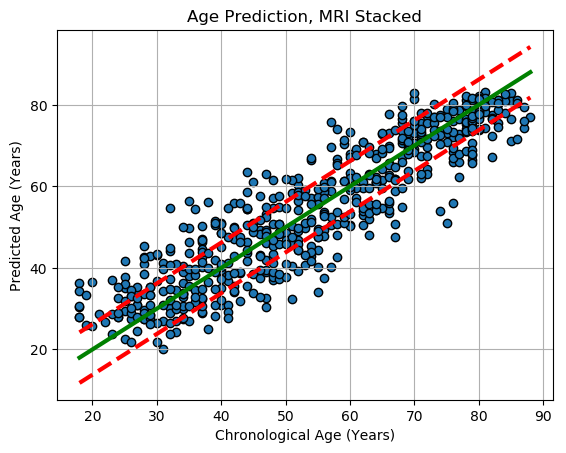 Age Prediction, MRI Stacked
Predicted Age (Years)
80
60
40
20
20 30 40 50 60 70 80 90
Chronological Age (Years)